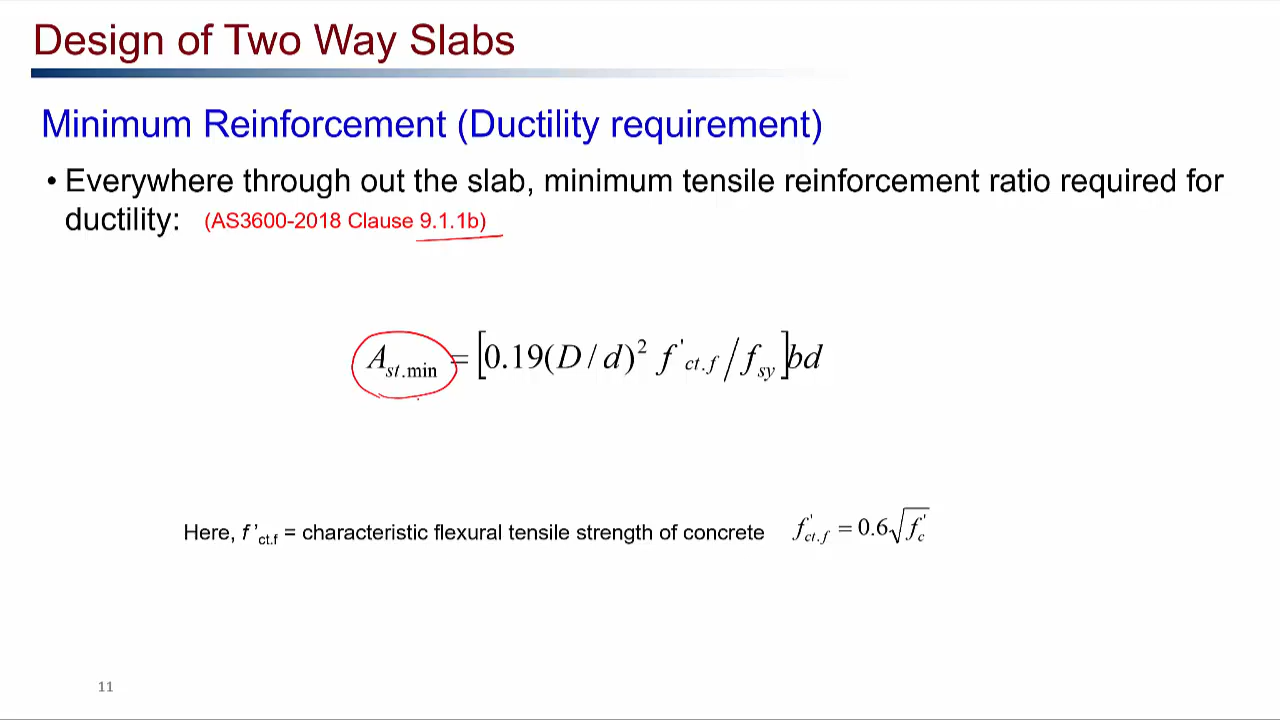 Design of Two Way Slabs
Minimum Reinforcement (Ductility requirement)
• Everywhere through out the slab, minimum tensile reinforcement ratio required for
ductility: (AS3600-2018 Clause 9.1.1b)
A_st.min = [0.19(D/d)² f'_ct.f / f_sy]bd
Here, f'_ct.f = characteristic flexural tensile strength of concrete f'_ct.f = 0.6√f'_c
11